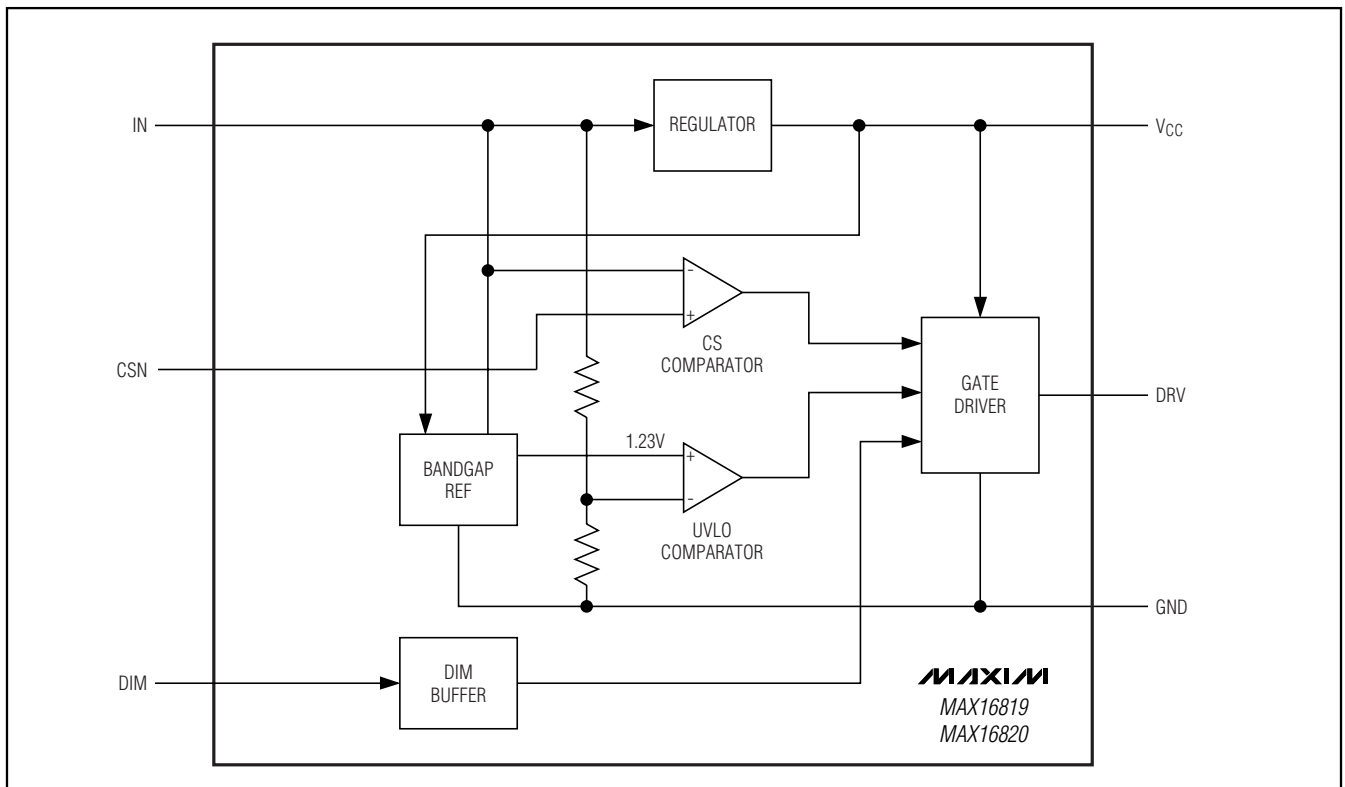 IN
REGULATOR
VCC
-
+
CS
COMPARATOR
CSN
GATE
DRIVER
DRV
1.23V
+
-
BANDGAP
REF
UVLO
COMPARATOR
GND
DIM
DIM
BUFFER
MAXIM
MAX16819
MAX16820